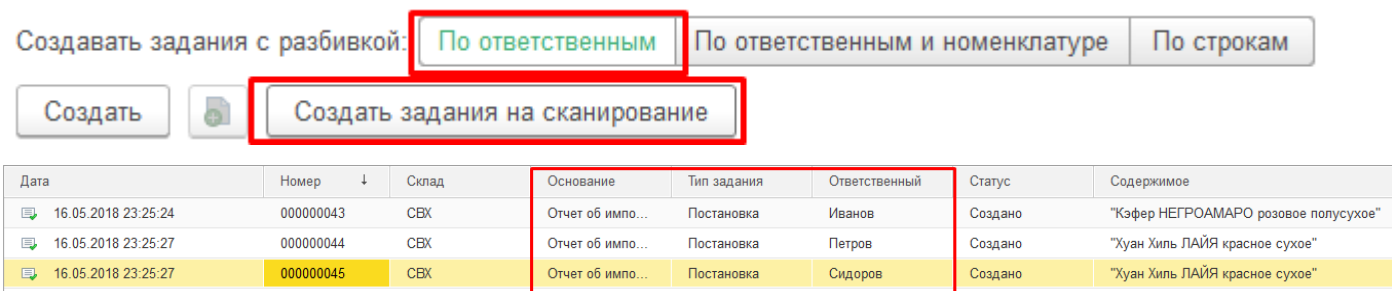 Создавать задания с разбивкой: По ответственным По ответственным и номенклатуре По строкам
Создать Создать задания на сканирование
Дата Номер ↓ Склад Основание Тип задания Ответственный Статус Содержимое
16.05.2018 23:25:24 000000043 СВХ Отчет об импо... Постановка Иванов Создано "Кэфер НЕГРОАМАРО розовое полусухое"
16.05.2018 23:25:27 000000044 СВХ Отчет об импо... Постановка Петров Создано "Хуан Хиль ЛАЙЯ красное сухое"
16.05.2018 23:25:27 000000045 СВХ Отчет об импо... Постановка Сидоров Создано "Хуан Хиль ЛАЙЯ красное сухое"